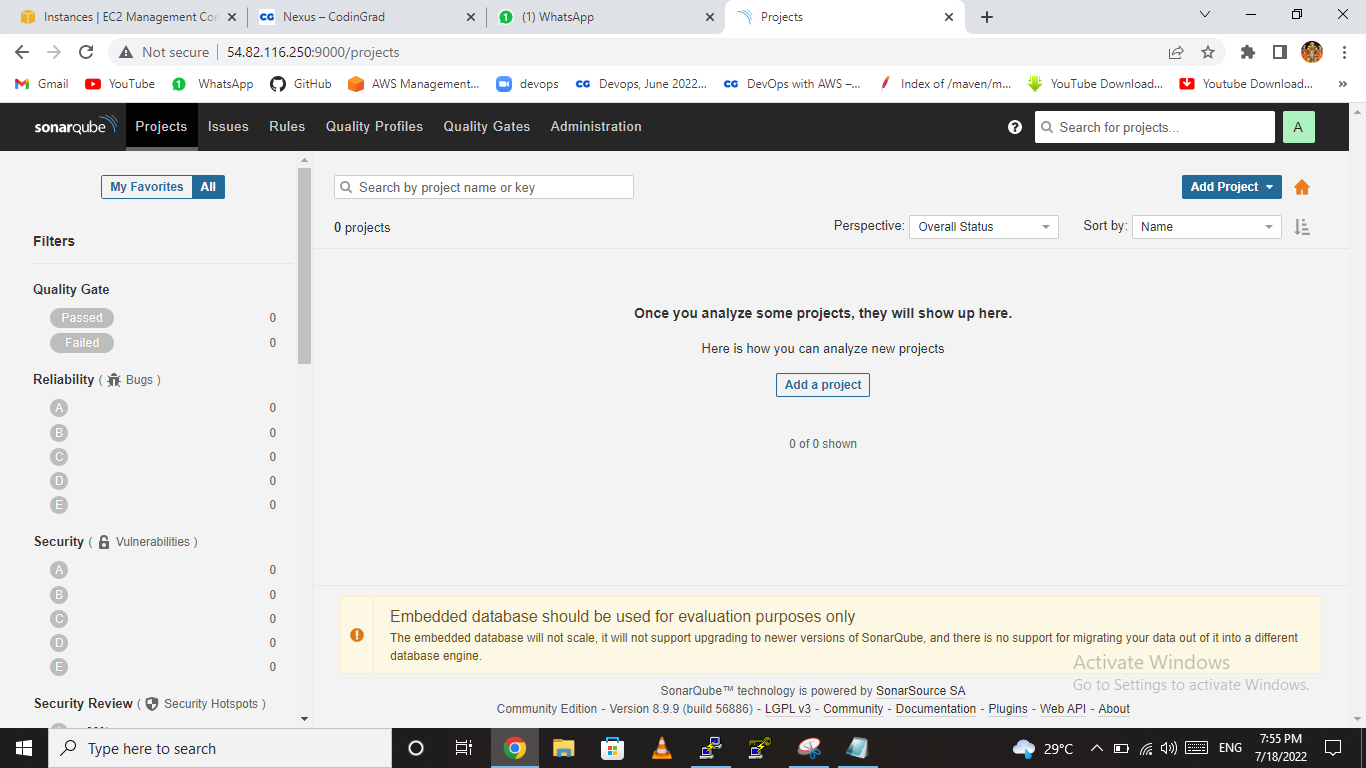 Instances | EC2 Management Con
Nexus – CodinGrad
(1) WhatsApp
Projects
Not secure
54.82.116.250:9000/projects
Gmail
YouTube
WhatsApp
GitHub
AWS Management...
devops
Devops, June 2022...
DevOps with AWS –...
Index of /maven/m...
YouTube Download...
Youtube Download...
»
sonarqube
Projects
Issues
Rules
Quality Profiles
Quality Gates
Administration
Search for projects...
A
My Favorites
All
Search by project name or key
Add Project
0 projects
Perspective:
Overall Status
Sort by:
Name
Filters
Quality Gate
Passed 0
Failed 0
Reliability ( Bugs )
A 0
B 0
C 0
D 0
E 0
Security ( Vulnerabilities )
A 0
B 0
C 0
D 0
E 0
Security Review ( Security Hotspots )
Once you analyze some projects, they will show up here.
Here is how you can analyze new projects
Add a project
0 of 0 shown
Embedded database should be used for evaluation purposes only
The embedded database will not scale, it will not support upgrading to newer versions of SonarQube, and there is no support for migrating your data out of it into a different
database engine.
Activate Windows
Go to Settings to activate Windows.
SonarQube™ technology is powered by SonarSource SA
Community Edition - Version 8.9.9 (build 56886) - LGPL v3 - Community - Documentation - Plugins - Web API - About
Type here to search
29°C
ENG
7:55 PM
7/18/2022